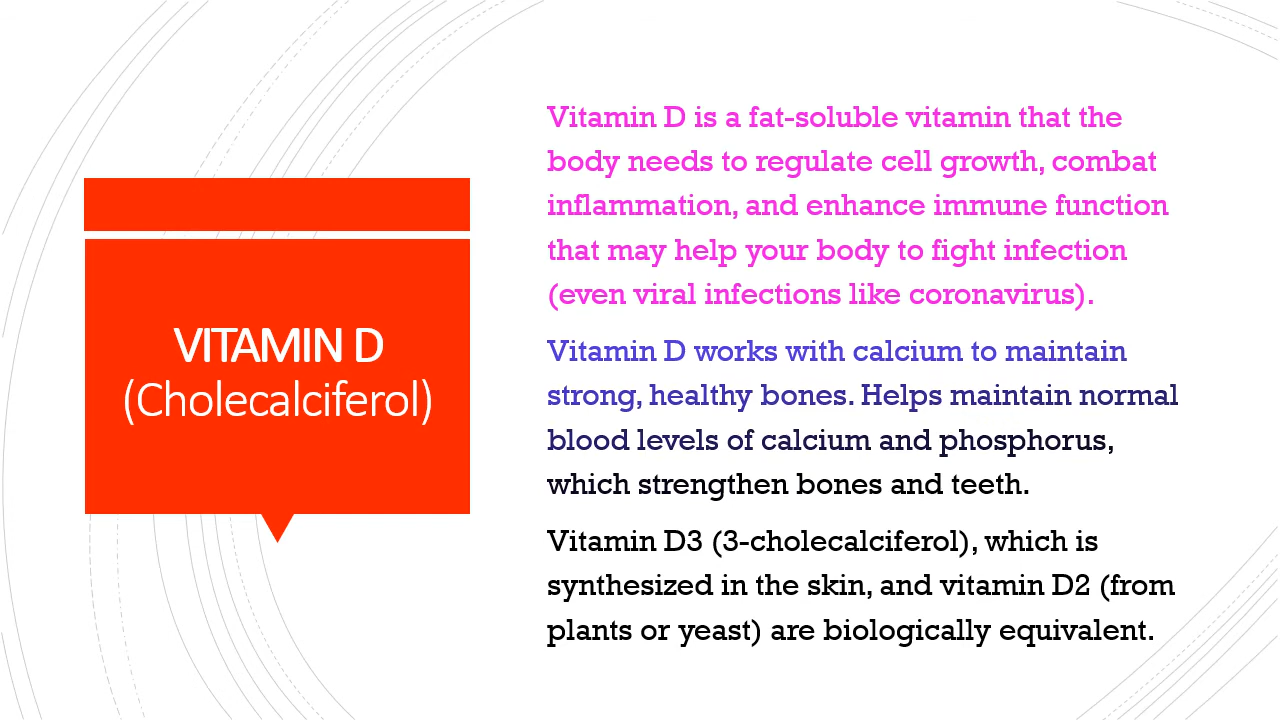 VITAMIN D
(Cholecalciferol)
Vitamin D is a fat-soluble vitamin that the
body needs to regulate cell growth, combat
inflammation, and enhance immune function
that may help your body to fight infection
(even viral infections like coronavirus).
Vitamin D works with calcium to maintain
strong, healthy bones. Helps maintain normal
blood levels of calcium and phosphorus,
which strengthen bones and teeth.
Vitamin D3 (3-cholecalciferol), which is
synthesized in the skin, and vitamin D2 (from
plants or yeast) are biologically equivalent.